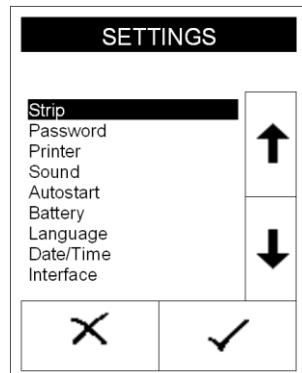 SETTINGS
Strip
Password
Printer
Sound
Autostart
Battery
Language
Date/Time
Interface